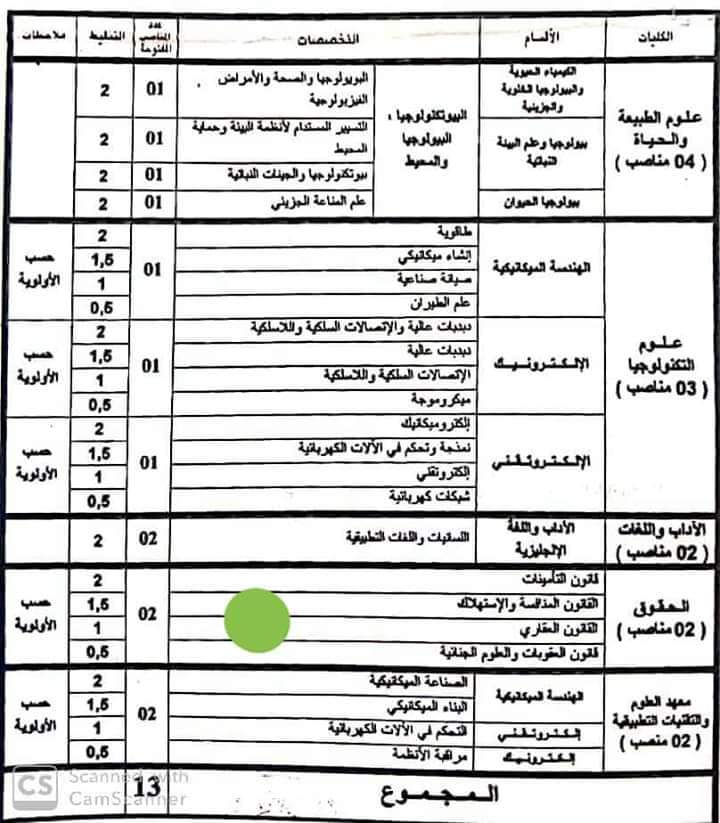 الكليات الأقسام التخصصات عدد المناصب المفتوحة التنقيط ملاحظات
علوم الطبيعة والحياة
( 04 مناصب )
الكيمياء الحيوية والبيولوجيا الخلوية والجزيئية
البيوتكنولوجيا ، البيولوجيا والمحيط
البويولوجيا والصحة والأمراض الفيزيولوجية 01 2
بيولوجيا وعلم البيئة النباتية
التسيير المستدام لأنظمة البيئة وحماية المحيط 01 2
بيوتكنولوجيا والجينات النباتية 01 2
بيولوجيا الحيوان
علم المناعة الجزيئي 01 2
علوم التكنولوجيا
( 03 مناصب )
الهندسة الميكانيكية
طاقوية 2
إنشاء ميكانيكي 1,5
صيانة صناعية 1
علم الطيران 0,5
01
حسب الأولوية
الإلكترونيك
ذبذبات عالية والإتصالات السلكية واللاسلكية 2
ذبذبات عالية 1,5
الإتصالات السلكية واللاسلكية 1
ميكروموجة 0,5
01
حسب الأولوية
الإلكتروتقني
إلكتروميكانيك 2
نمذجة وتحكم في الآلات الكهربائية 1,5
إلكتروتقني 1
شبكات كهربائية 0,5
01
حسب الأولوية
الآداب واللغات
( 02 مناصب )
الآداب واللغة الإنجليزية
اللسانيات واللغات التطبيقية 02 2
الحقوق
( 02 مناصب )
قانون التأمينات 2
القانون المنافسة والإستهلاك 1,5
القانون العقاري 1
قانون العقوبات والعلوم الجنائية 0,5
02
حسب الأولوية
معهد العلوم والتقنيات التطبيقية
( 02 منصب )
الهندسة الميكانيكية
الصناعة الميكانيكية 2
البناء الميكانيكي 1,5
إلكتروتقني
التحكم في الآلات الكهربائية 1
إلكترونيك
مراقبة الأنظمة 0,5
02
حسب الأولوية
المجموع 13
CS Scanned with
CamScanner